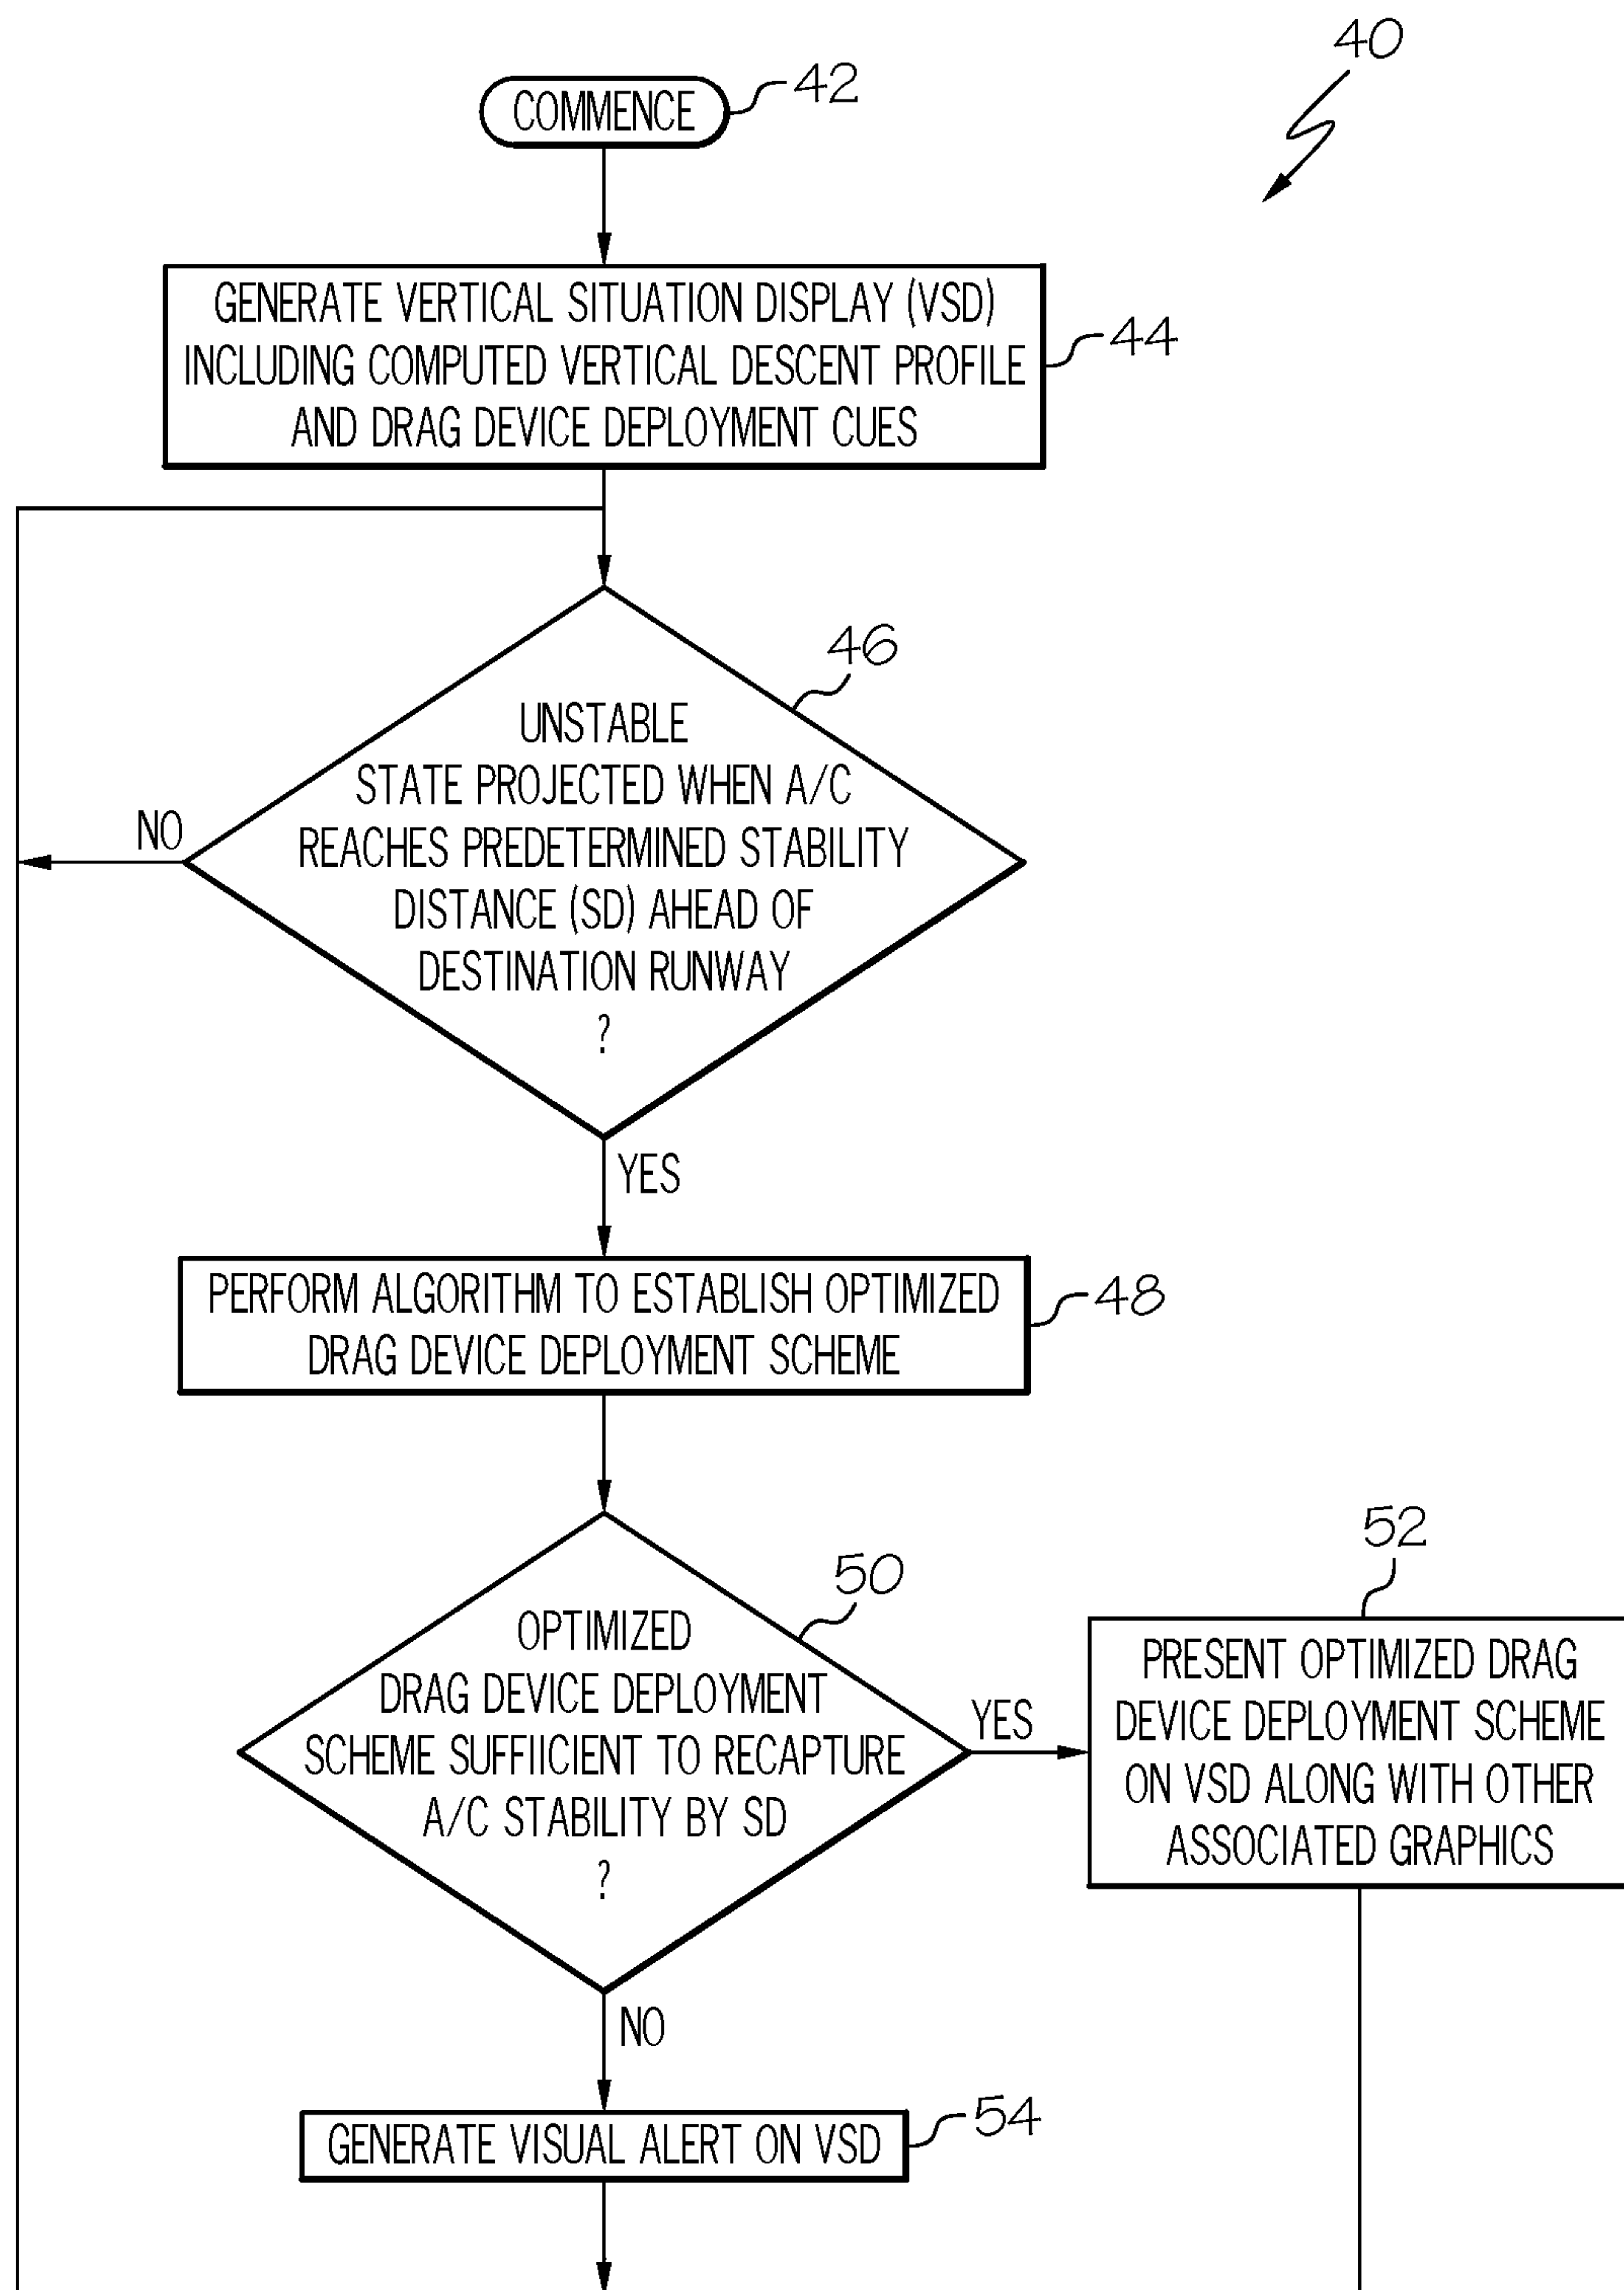 40
COMMENCE
42
GENERATE VERTICAL SITUATION DISPLAY (VSD)
INCLUDING COMPUTED VERTICAL DESCENT PROFILE
AND DRAG DEVICE DEPLOYMENT CUES
44
46
UNSTABLE
STATE PROJECTED WHEN A/C
REACHES PREDETERMINED STABILITY
DISTANCE (SD) AHEAD OF
DESTINATION RUNWAY
?
NO
YES
PERFORM ALGORITHM TO ESTABLISH OPTIMIZED
DRAG DEVICE DEPLOYMENT SCHEME
48
50
OPTIMIZED
DRAG DEVICE DEPLOYMENT
SCHEME SUFFIICIENT TO RECAPTURE
A/C STABILITY BY SD
?
YES
52
PRESENT OPTIMIZED DRAG
DEVICE DEPLOYMENT SCHEME
ON VSD ALONG WITH OTHER
ASSOCIATED GRAPHICS
NO
GENERATE VISUAL ALERT ON VSD
54